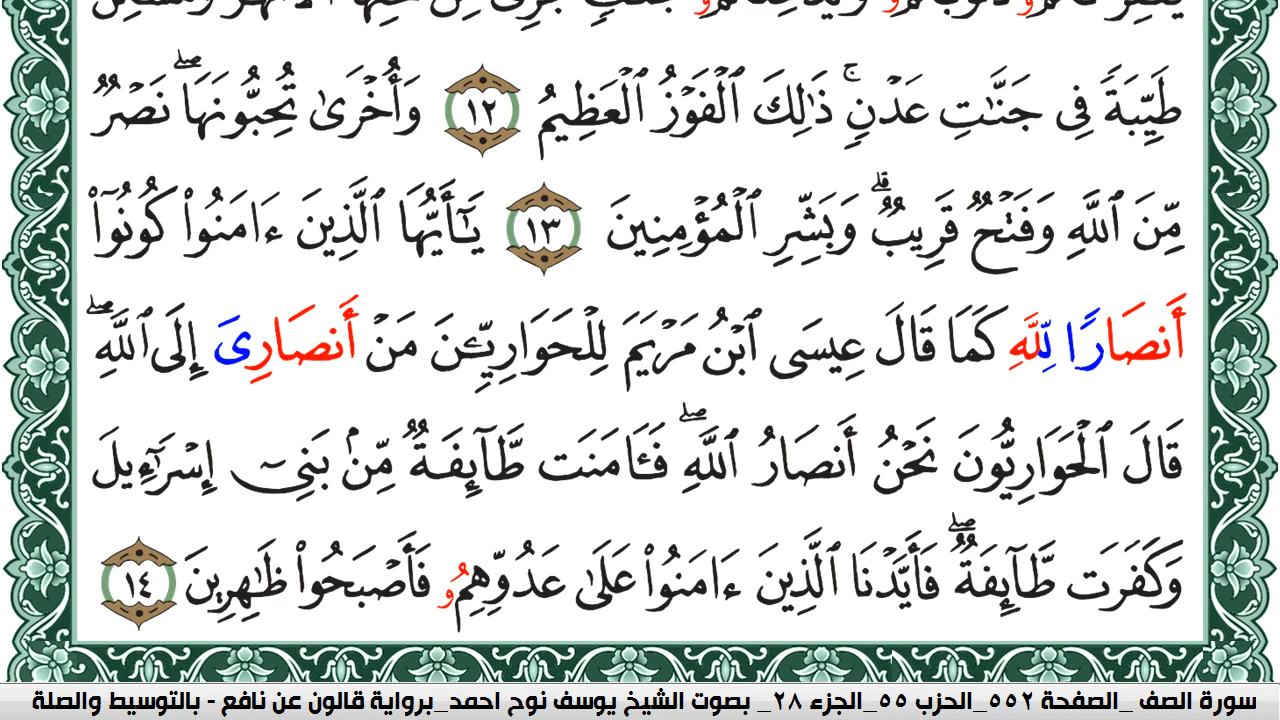 طَيِّبَةٗ فِي جَنَّٰتِ عَدۡنٖۚ ذَٰلِكَ ٱلۡفَوۡزُ ٱلۡعَظِيمُ ١٢ وَأُخۡرَىٰ تُحِبُّونَهَاۖ نَصۡرٞ
مِّنَ ٱللَّهِ وَفَتۡحٞ قَرِيبٞۗ وَبَشِّرِ ٱلۡمُؤۡمِنِينَ ١٣ يَٰٓأَيُّهَا ٱلَّذِينَ ءَامَنُواْ كُونُوٓاْ
أَنصَارٗا لِّلَّهِ كَمَا قَالَ عِيسَى ٱبۡنُ مَرۡيَمَ لِلۡحَوَارِيِّـۧنَ مَنۡ أَنصَارِيَ إِلَى ٱللَّهِۖ
قَالَ ٱلۡحَوَارِيُّونَ نَحۡنُ أَنصَارُ ٱللَّهِۖ فَـَٔامَنَت طَّآئِفَةٞ مِّنۢ بَنِيٓ إِسۡرَٰٓءِيلَ
وَكَفَرَت طَّآئِفَةٞۖ فَأَيَّدۡنَا ٱلَّذِينَ ءَامَنُواْ عَلَىٰ عَدُوِّهِمُو فَأَصۡبَحُواْ ظَٰهِرِينَ ١٤
سورة الصف _الصفحة ٥٥٢_الحزب ٥٥_الجزء ٢٨_ بصوت الشيخ يوسف نوح احمد_برواية قالون عن نافع - بالتوسيط والصلة